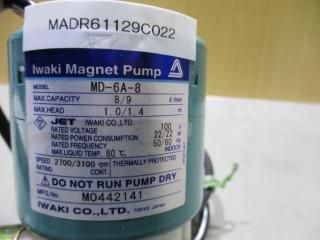 MADR61129C022
Iwaki Magnet Pump
MODEL MD-6A-8
MAX.CAPACITY 8/9 ℓ/min
MAX.HEAD 1.0/1.4 m
JET IWAKI CO.,LTD.
RATED VOLTAGE 100 V
RATED POWER CONSUMPTION 22/22 W
RATED FREQUENCY 50/60 Hz
MAX.LIQUID TEMP. 80 ℃ INDOOR
SPEED 2700/3100 rpm THERMALLY PROTECTED
CONT.
DO NOT RUN PUMP DRY
MFG.No. M0442141
IWAKI CO.,LTD. TOKYO JAPAN